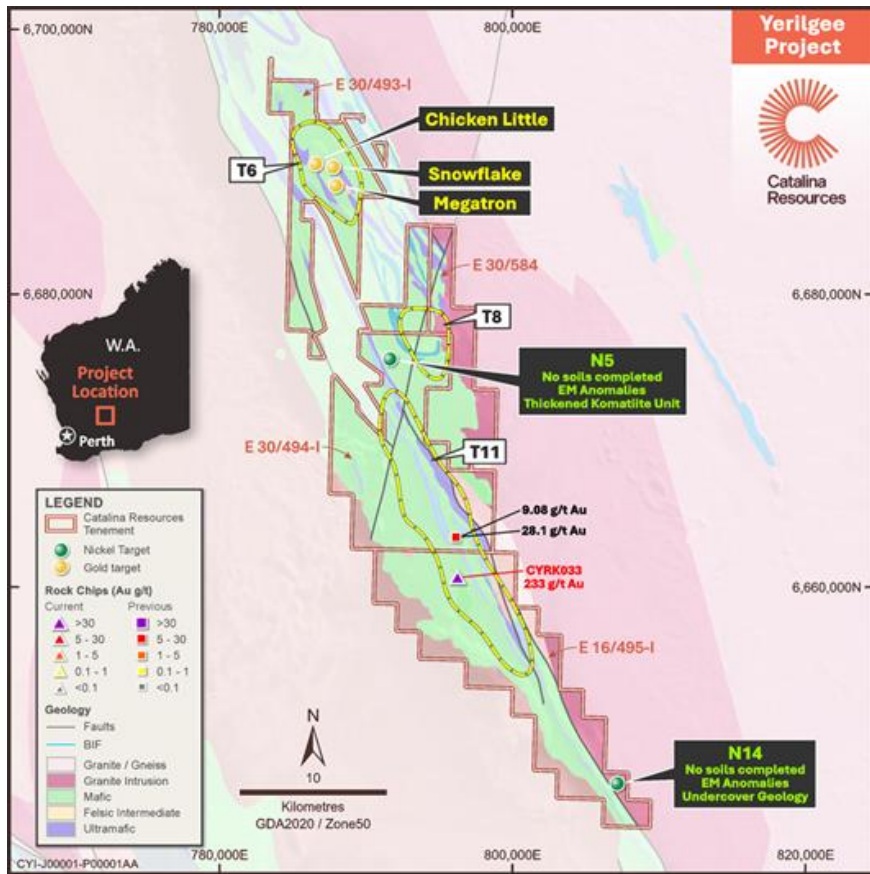 780,000E
800,000E
6,700,000N
Yerilgee
Project
Catalina
Resources
E 30/493-I
Chicken Little
T6
Snowflake
Megatron
E 30/584
6,680,000N
6,680,000N
T8
W.A.
Project
Location
Perth
N5
No soils completed
EM Anomalies
Thickened Komatiite Unit
E 30/494-I
T11
9.08 g/t Au
28.1 g/t Au
CYRK033
233 g/t Au
6,660,000N
E 16/495-I
LEGEND
Catalina Resources
Tenement
Nickel Target
Gold target
Rock Chips (Au g/t)
Current Previous
>30 >30
5 - 30 5 - 30
1 - 5 1 - 5
0.1 - 1 0.1 - 1
<0.1 <0.1
Geology
Faults
BIF
Granite / Gneiss
Granite Intrusion
Mafic
Felsic Intermediate
Ultramafic
N
10
Kilometres
GDA2020 / Zone50
N14
No soils completed
EM Anomalies
Undercover Geology
CYI-J00001-P00001AA
780,000E
800,000E
820,000E